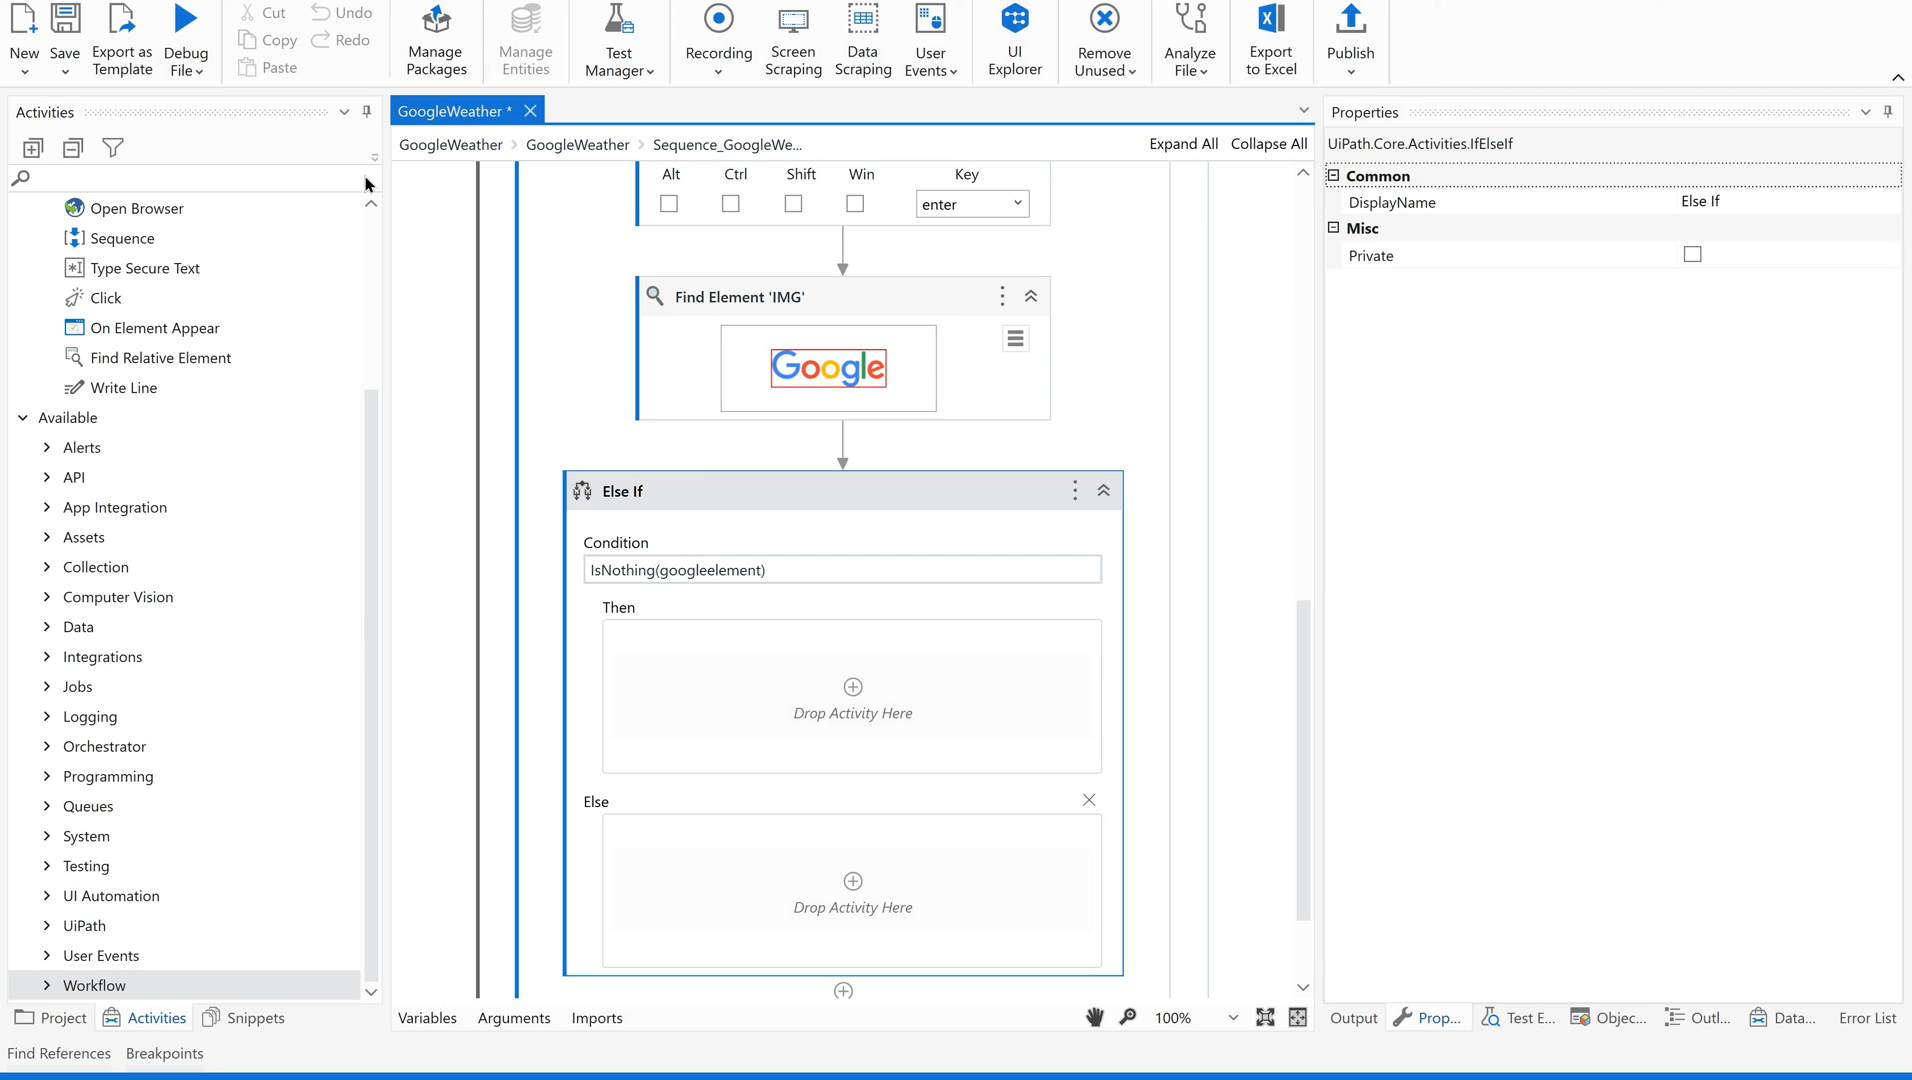 New
Save
Export as
Template
Debug
File
Cut
Copy
Paste
Undo
Redo
Manage
Packages
Manage
Entities
Test
Manager
Recording
Screen
Scraping
Data
Scraping
User
Events
UI
Explorer
Remove
Unused
Analyze
File
Export
to Excel
Publish
Activities
Open Browser
Sequence
Type Secure Text
Click
On Element Appear
Find Relative Element
Write Line
Available
Alerts
API
App Integration
Assets
Collection
Computer Vision
Data
Integrations
Jobs
Logging
Orchestrator
Programming
Queues
System
Testing
UI Automation
UiPath
User Events
Workflow
Project
Activities
Snippets
Find References
Breakpoints
GoogleWeather *
GoogleWeather > GoogleWeather > Sequence_GoogleWe...
Expand All
Collapse All
Alt
Ctrl
Shift
Win
Key
enter
Find Element 'IMG'
Google
Else If
Condition
IsNothing(googleelement)
Then
Drop Activity Here
Else
Drop Activity Here
Variables
Arguments
Imports
100%
Properties
UiPath.Core.Activities.IfElseIf
Common
DisplayName
Else If
Misc
Private
Output
Prop...
Test E...
Objec...
Outl...
Data...
Error List